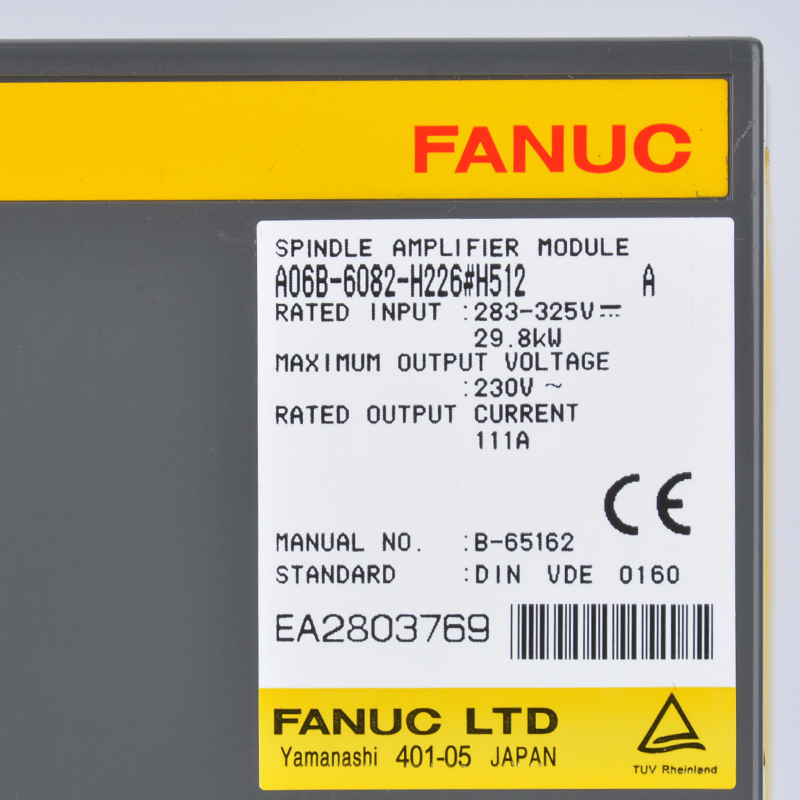 FANUC
SPINDLE AMPLIFIER MODULE
A06B-6082-H226#H512 A
RATED INPUT :283-325V⎓
29.8kW
MAXIMUM OUTPUT VOLTAGE
:230V ~
RATED OUTPUT CURRENT
111A
CE
MANUAL NO. :B-65162
STANDARD :DIN VDE 0160
EA2803769
FANUC LTD
Yamanashi 401-05 JAPAN
TUV Rheinland